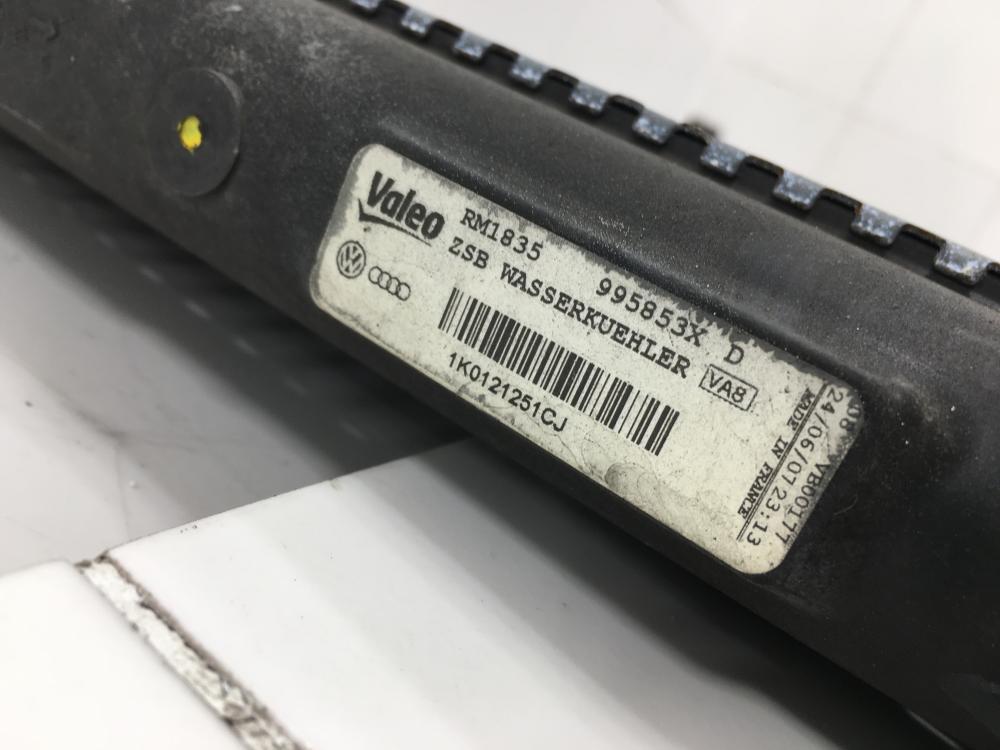 Valeo
RM1835 995853X D
ZSB WASSERKUEHLER VA8
1K0121251CJ
VB00177
24/06/07 23:13
MADE IN FRANCE